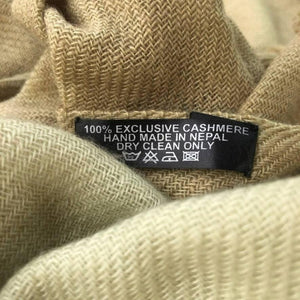 100% EXCLUSIVE CASHMERE
HAND MADE IN NEPAL
DRY CLEAN ONLY